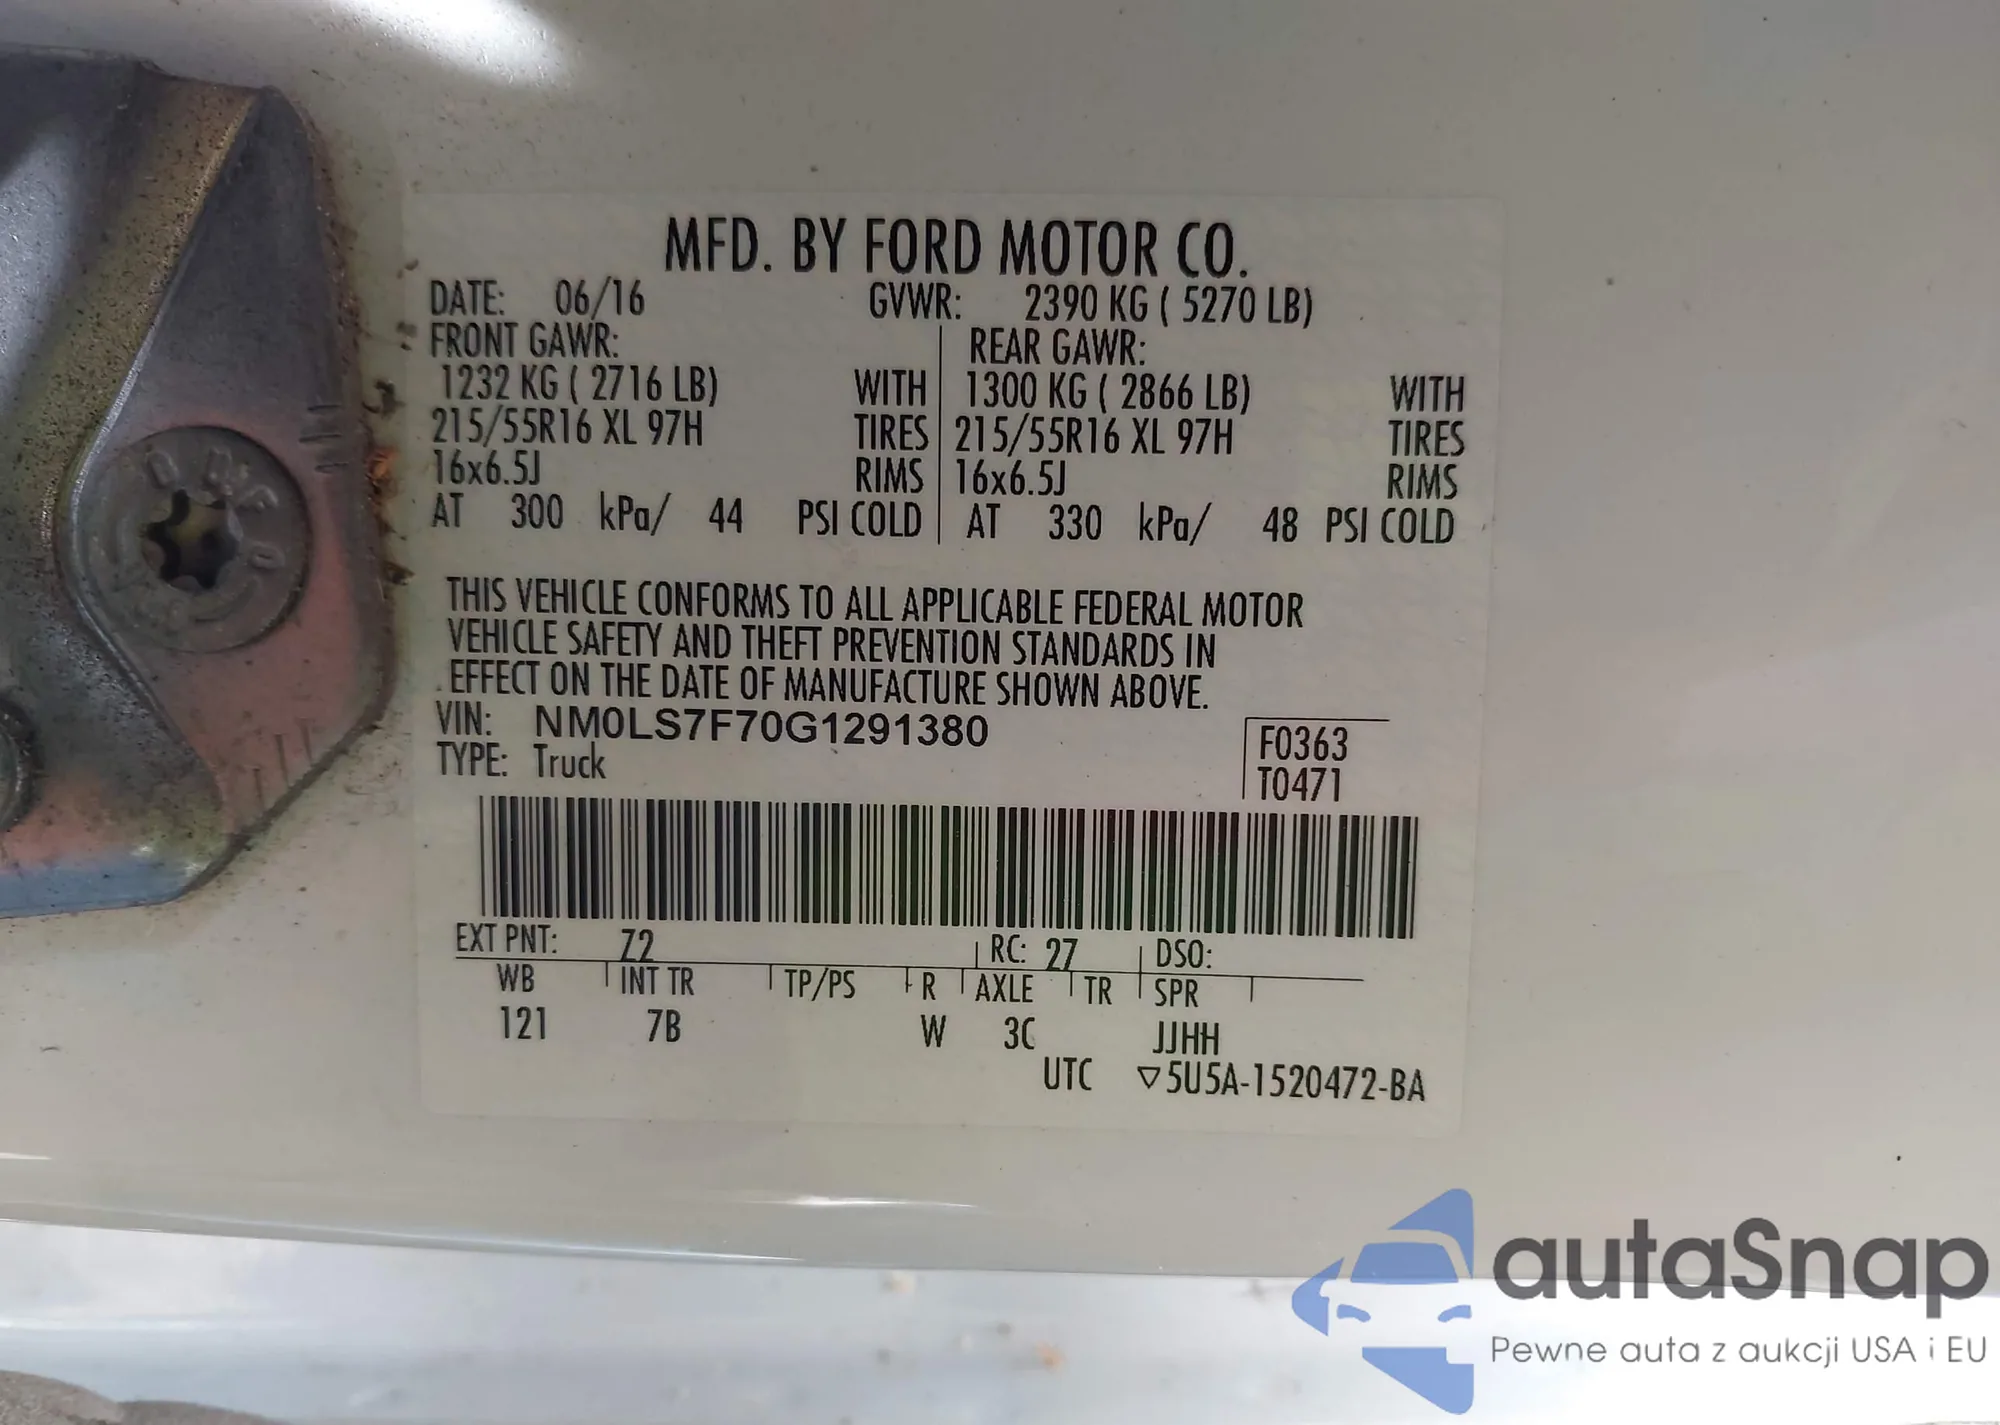 MFD. BY FORD MOTOR CO.
DATE: 06/16 GVWR: 2390 KG ( 5270 LB)
FRONT GAWR: REAR GAWR:
1232 KG ( 2716 LB) WITH 1300 KG ( 2866 LB) WITH
215/55R16 XL 97H TIRES 215/55R16 XL 97H TIRES
16x6.5J RIMS 16x6.5J RIMS
AT 300 kPa/ 44 PSI COLD AT 330 kPa/ 48 PSI COLD
THIS VEHICLE CONFORMS TO ALL APPLICABLE FEDERAL MOTOR
VEHICLE SAFETY AND THEFT PREVENTION STANDARDS IN
EFFECT ON THE DATE OF MANUFACTURE SHOWN ABOVE.
VIN: NM0LS7F70G1291380
TYPE: Truck
F0363
T0471
EXT PNT: Z2 RC: 27 DSO:
WB INT TR TP/PS R AXLE TR SPR
121 7B W 3C JJHH
UTC ▽5U5A-1520472-BA
autaSnap
Pewne auta z aukcji USA i EU